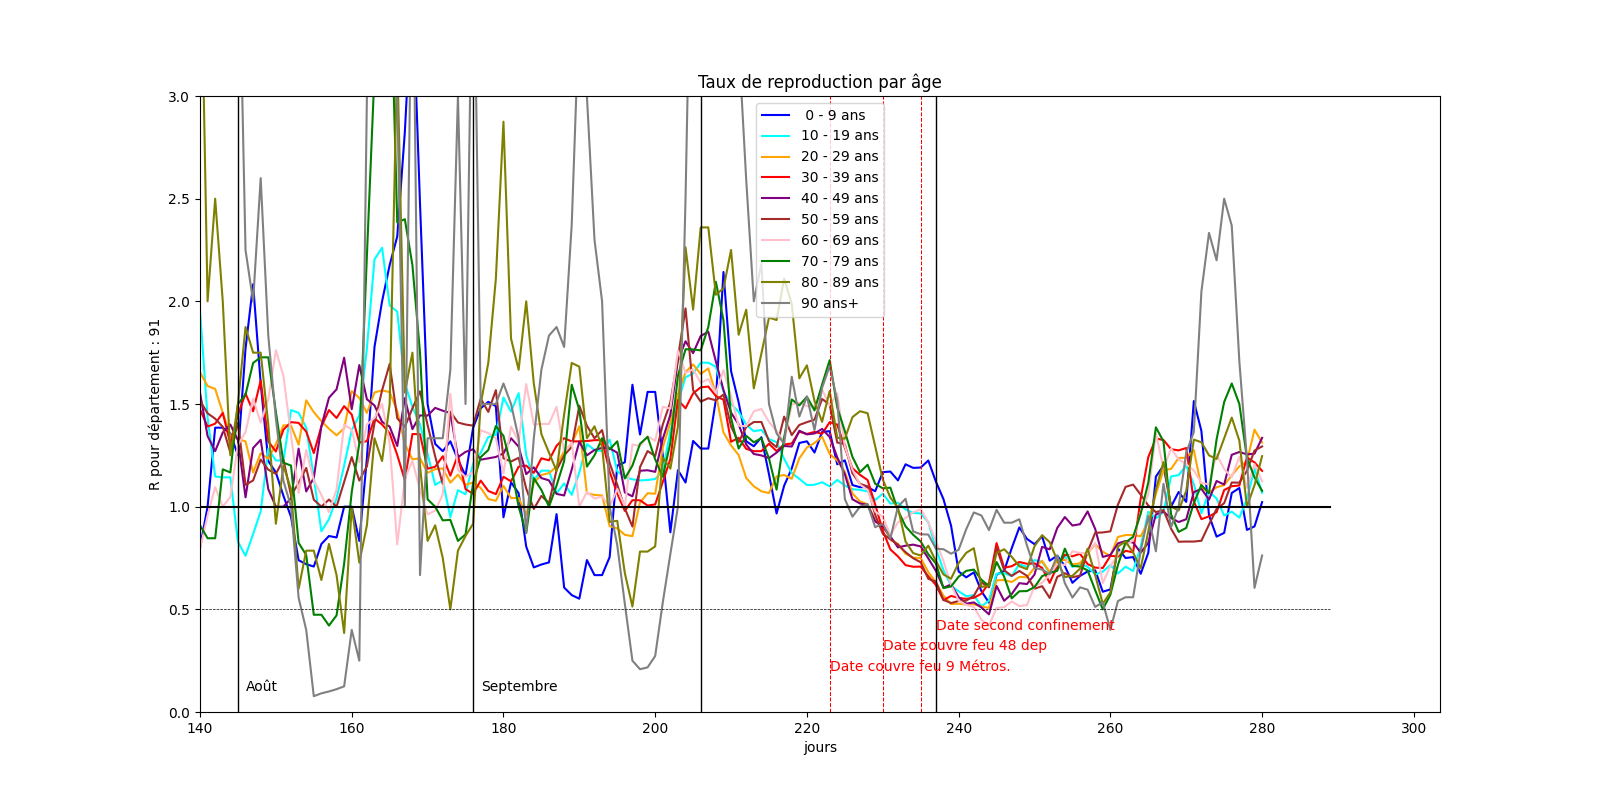 Taux de reproduction par âge
3.0
2.5
2.0
1.5
1.0
0.5
0.0
R pour département : 91
0 - 9 ans
10 - 19 ans
20 - 29 ans
30 - 39 ans
40 - 49 ans
50 - 59 ans
60 - 69 ans
70 - 79 ans
80 - 89 ans
90 ans+
Date second confinement
Date couvre feu 48 dep
Date couvre feu 9 Métros.
Août
Septembre
140
160
180
200
220
240
260
280
300
jours